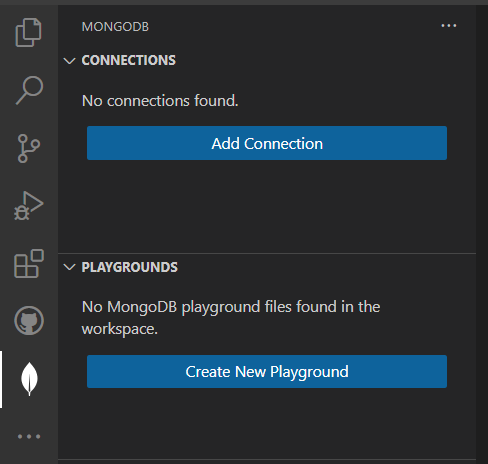 MONGODB
CONNECTIONS
No connections found.
Add Connection
PLAYGROUNDS
No MongoDB playground files found in the
workspace.
Create New Playground